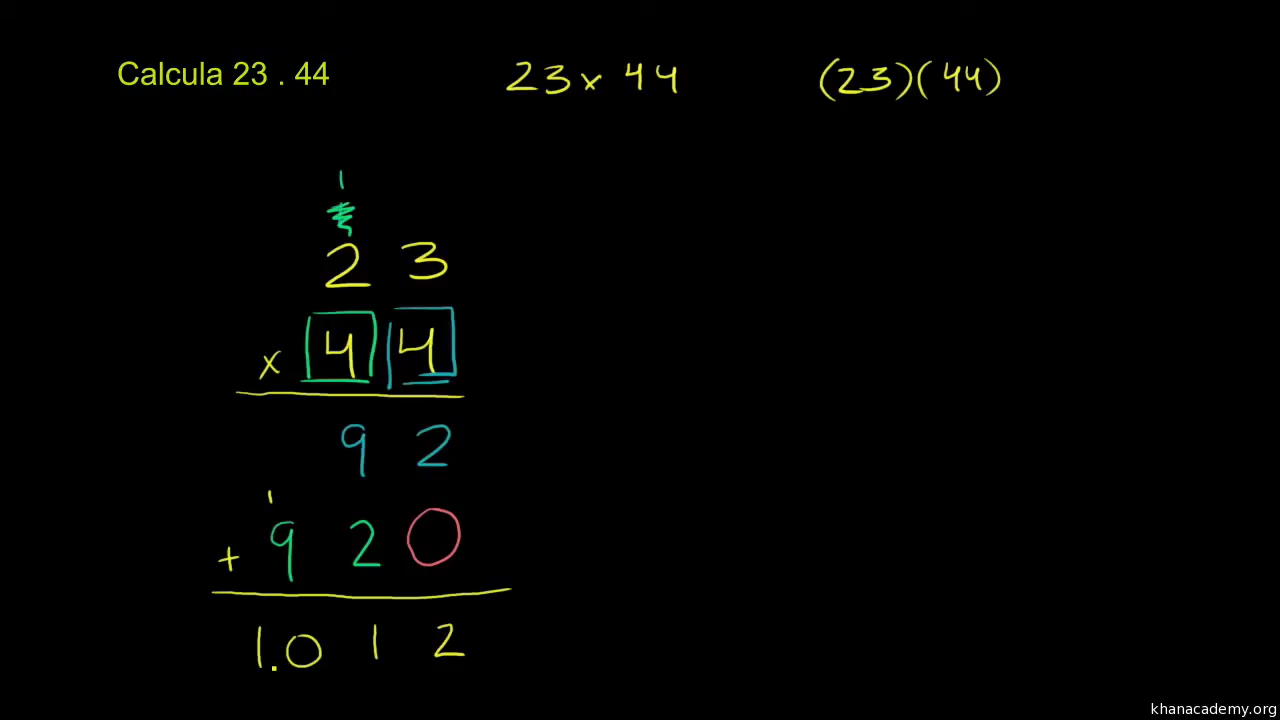 Calcula 23 . 44 23 x 44 (23)(44)
1
2 3
x 4 4
9 2
1
+ 9 2 0
1.0 1 2
khanacademy.org